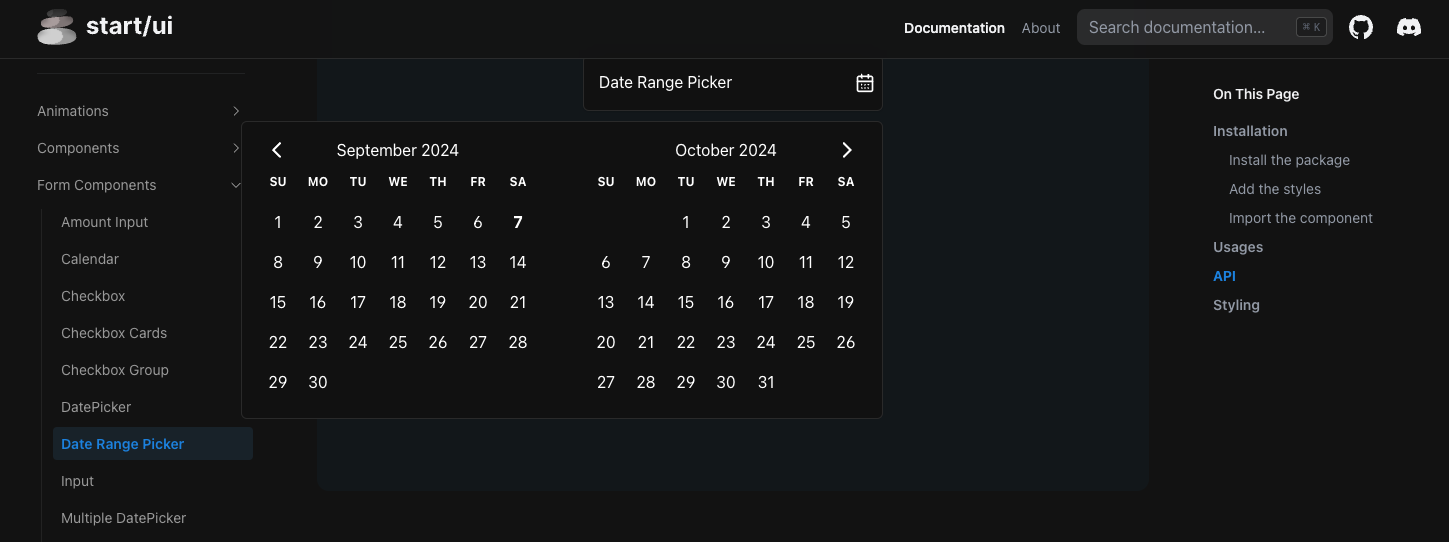 start/ui
Documentation About Search documentation... ⌘ K
Animations
Components
Form Components
Amount Input
Calendar
Checkbox
Checkbox Cards
Checkbox Group
DatePicker
Date Range Picker
Input
Multiple DatePicker
Date Range Picker
September 2024
SU MO TU WE TH FR SA
1 2 3 4 5 6 7
8 9 10 11 12 13 14
15 16 17 18 19 20 21
22 23 24 25 26 27 28
29 30
October 2024
SU MO TU WE TH FR SA
1 2 3 4 5
6 7 8 9 10 11 12
13 14 15 16 17 18 19
20 21 22 23 24 25 26
27 28 29 30 31
On This Page
Installation
Install the package
Add the styles
Import the component
Usages
API
Styling